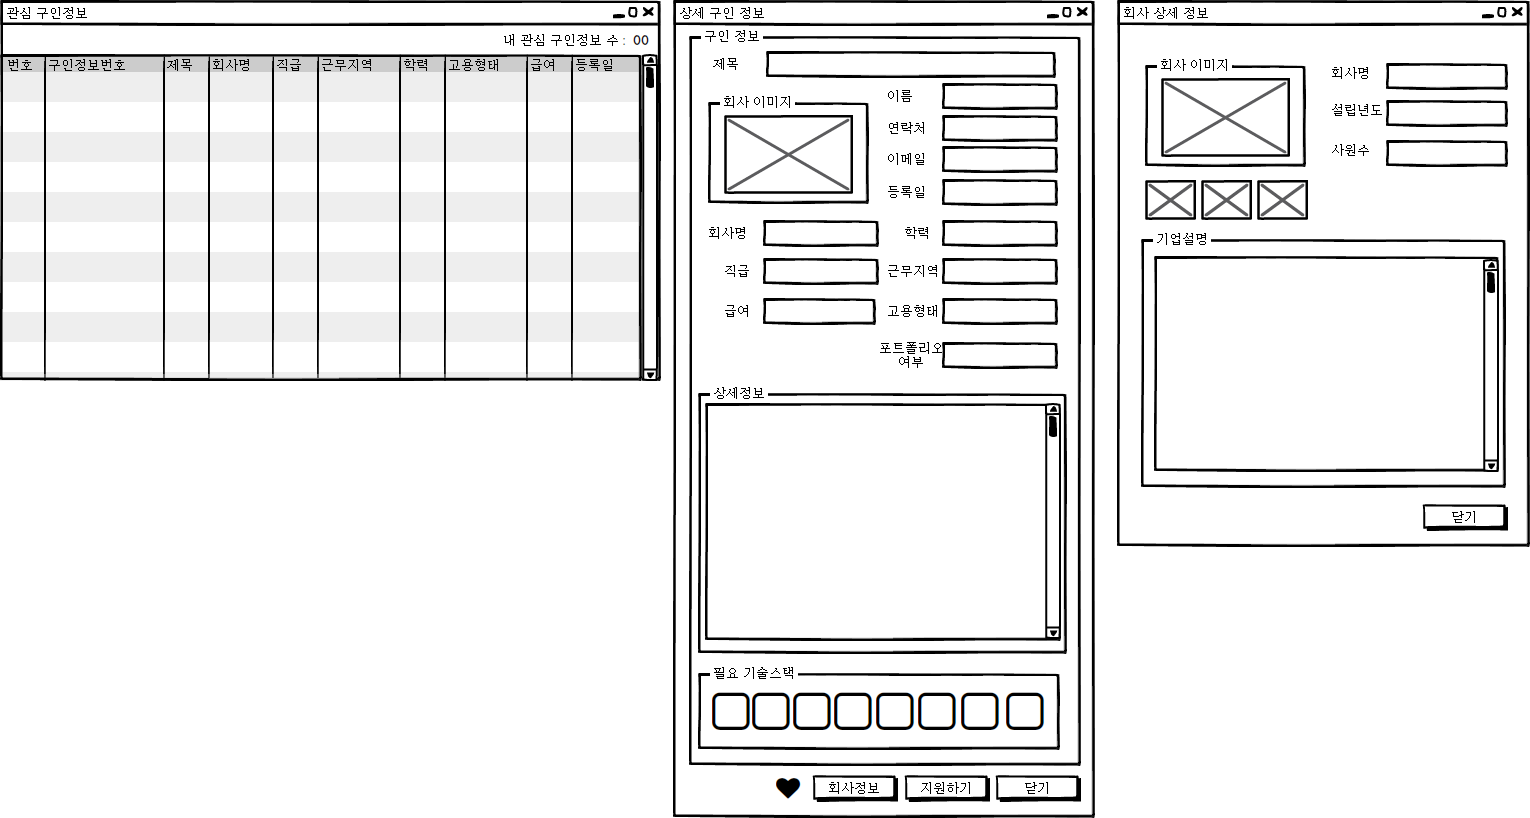 관심 구인정보
내 관심 구인정보 수 : 00
번호 구인정보번호 제목 회사명 직급 근무지역 학력 고용형태 급여 등록일
상세 구인 정보
구인 정보
제목
회사 이미지
이름
연락처
이메일
등록일
회사명
학력
직급
근무지역
급여
고용형태
포트폴리오
여부
상세정보
필요 기술스택
회사정보
지원하기
닫기
회사 상세 정보
회사 이미지
회사명
설립년도
사원수
기업설명
닫기